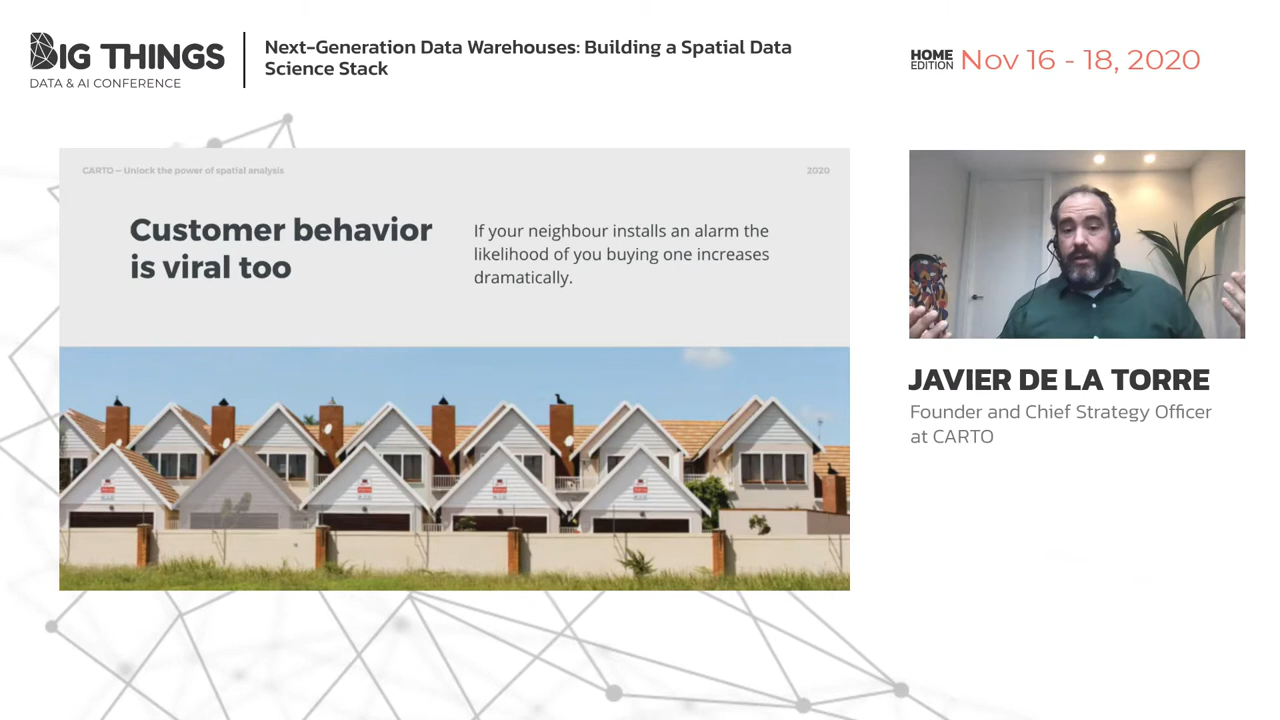 BIG THINGS
DATA & AI CONFERENCE
Next-Generation Data Warehouses: Building a Spatial Data
Science Stack
HOME
EDITION
Nov 16 - 18, 2020
CARTO – Unlock the power of spatial analysis
2020
Customer behavior
is viral too
If your neighbour installs an alarm the
likelihood of you buying one increases
dramatically.
JAVIER DE LA TORRE
Founder and Chief Strategy Officer
at CARTO